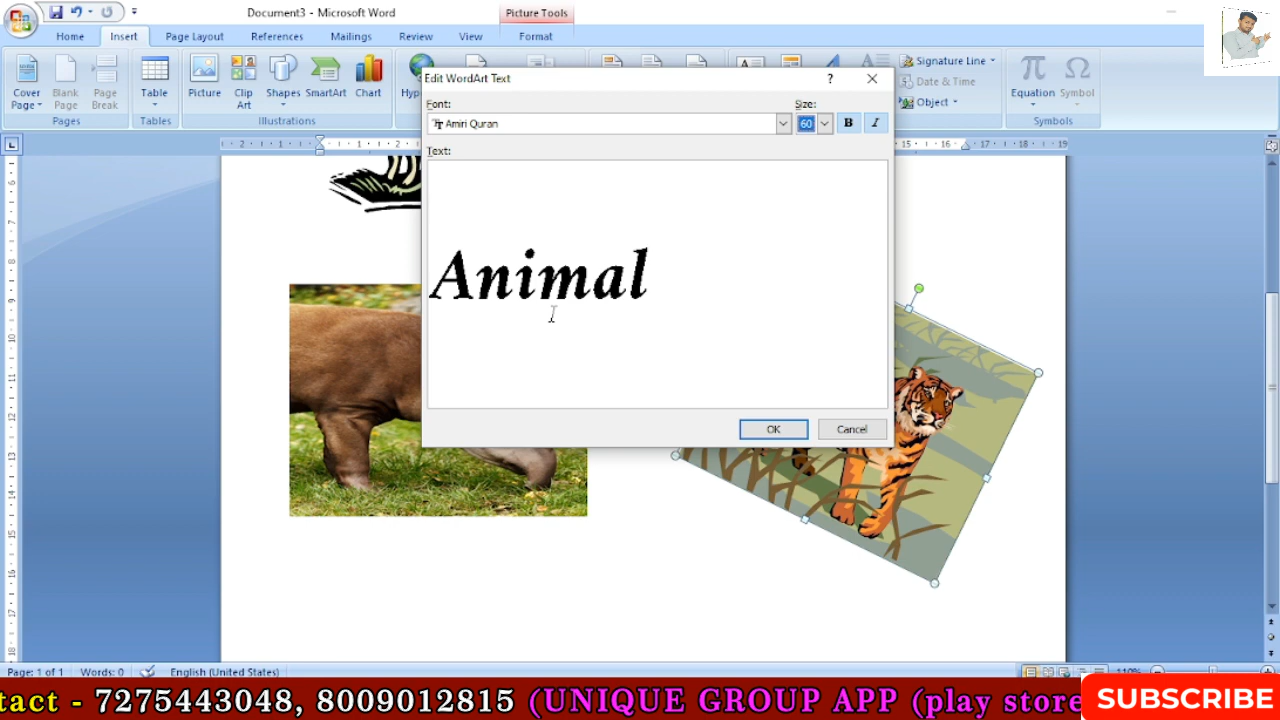 Document3 - Microsoft Word
Picture Tools
Home
Insert
Page Layout
References
Mailings
Review
View
Format
Cover
Page
Blank
Page
Page
Break
Table
Picture
Clip
Art
Shapes
SmartArt
Chart
Hyp
Signature Line
Date & Time
Object
Equation
Symbol
Pages
Tables
Illustrations
Symbols
Edit WordArt Text
?
Font:
Size:
Amiri Quran
60
B
I
Text:
Animal
OK
Cancel
Page: 1 of 1
Words: 0
English (United States)
110%
tact - 7275443048, 8009012815 (UNIQUE GROUP APP (play store
SUBSCRIBE